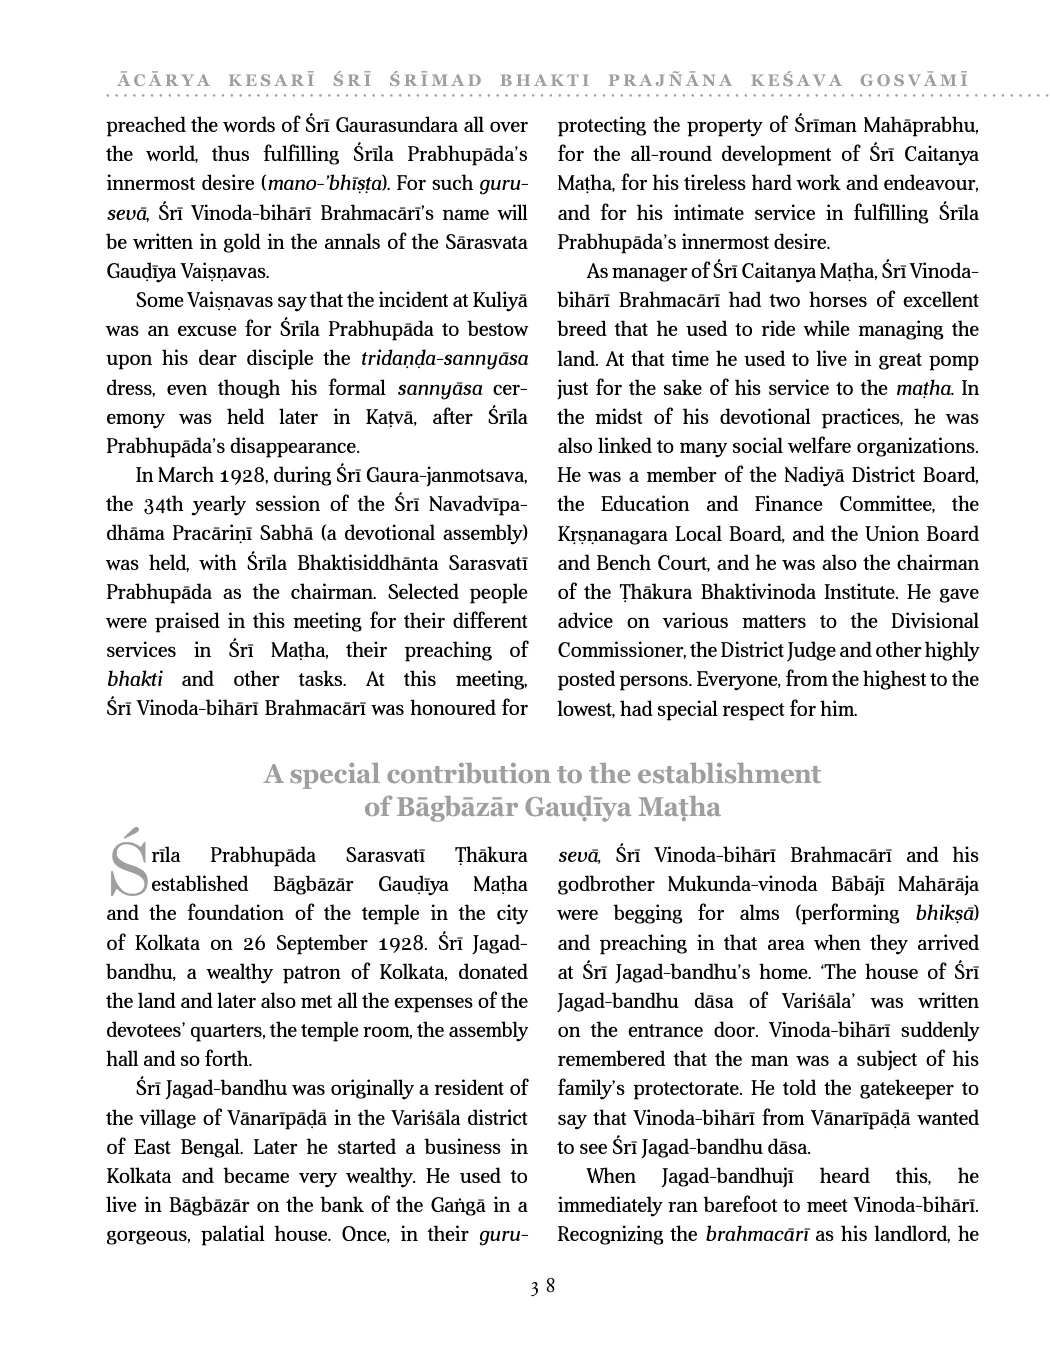 ĀCĀRYA KESARĪ ŚRĪ ŚRĪMAD BHAKTI PRAJÑĀNA KEŚAVA GOSVĀMĪ
preached the words of Śrī Gaurasundara all over
the world, thus fulfilling Śrīla Prabhupāda’s
innermost desire (mano-’bhīṣṭa). For such guru-
sevā, Śrī Vinoda-bihārī Brahmacārī’s name will
be written in gold in the annals of the Sārasvata
Gauḍīya Vaiṣṇavas.
Some Vaiṣṇavas say that the incident at Kuliyā
was an excuse for Śrīla Prabhupāda to bestow
upon his dear disciple the tridaṇḍa-sannyāsa
dress, even though his formal sannyāsa cer-
emony was held later in Kaṭvā, after Śrīla
Prabhupāda’s disappearance.
In March 1928, during Śrī Gaura-janmotsava,
the 34th yearly session of the Śrī Navadvīpa-
dhāma Pracāriṇī Sabhā (a devotional assembly)
was held, with Śrīla Bhaktisiddhānta Sarasvatī
Prabhupāda as the chairman. Selected people
were praised in this meeting for their different
services in Śrī Maṭha, their preaching of
bhakti and other tasks. At this meeting,
Śrī Vinoda-bihārī Brahmacārī was honoured for
protecting the property of Śrīman Mahāprabhu,
for the all-round development of Śrī Caitanya
Maṭha, for his tireless hard work and endeavour,
and for his intimate service in fulfilling Śrīla
Prabhupāda’s innermost desire.
As manager of Śrī Caitanya Maṭha, Śrī Vinoda-
bihārī Brahmacārī had two horses of excellent
breed that he used to ride while managing the
land. At that time he used to live in great pomp
just for the sake of his service to the maṭha. In
the midst of his devotional practices, he was
also linked to many social welfare organizations.
He was a member of the Nadiyā District Board,
the Education and Finance Committee, the
Kṛṣṇanagara Local Board, and the Union Board
and Bench Court, and he was also the chairman
of the Ṭhākura Bhaktivinoda Institute. He gave
advice on various matters to the Divisional
Commissioner, the District Judge and other highly
posted persons. Everyone, from the highest to the
lowest, had special respect for him.
A special contribution to the establishment
of Bāgbāzār Gauḍīya Maṭha
Śrīla Prabhupāda Sarasvatī Ṭhākura
established Bāgbāzār Gauḍīya Maṭha
and the foundation of the temple in the city
of Kolkata on 26 September 1928. Śrī Jagad-
bandhu, a wealthy patron of Kolkata, donated
the land and later also met all the expenses of the
devotees’ quarters, the temple room, the assembly
hall and so forth.
Śrī Jagad-bandhu was originally a resident of
the village of Vānarīpāḍā in the Variśāla district
of East Bengal. Later he started a business in
Kolkata and became very wealthy. He used to
live in Bāgbāzār on the bank of the Gaṅgā in a
gorgeous, palatial house. Once, in their guru-
sevā, Śrī Vinoda-bihārī Brahmacārī and his
godbrother Mukunda-vinoda Bābājī Mahārāja
were begging for alms (performing bhikṣā)
and preaching in that area when they arrived
at Śrī Jagad-bandhu’s home. ‘The house of Śrī
Jagad-bandhu dāsa of Variśāla’ was written
on the entrance door. Vinoda-bihārī suddenly
remembered that the man was a subject of his
family’s protectorate. He told the gatekeeper to
say that Vinoda-bihārī from Vānarīpāḍā wanted
to see Śrī Jagad-bandhu dāsa.
When Jagad-bandhujī heard this, he
immediately ran barefoot to meet Vinoda-bihārī.
Recognizing the brahmacārī as his landlord, he
38